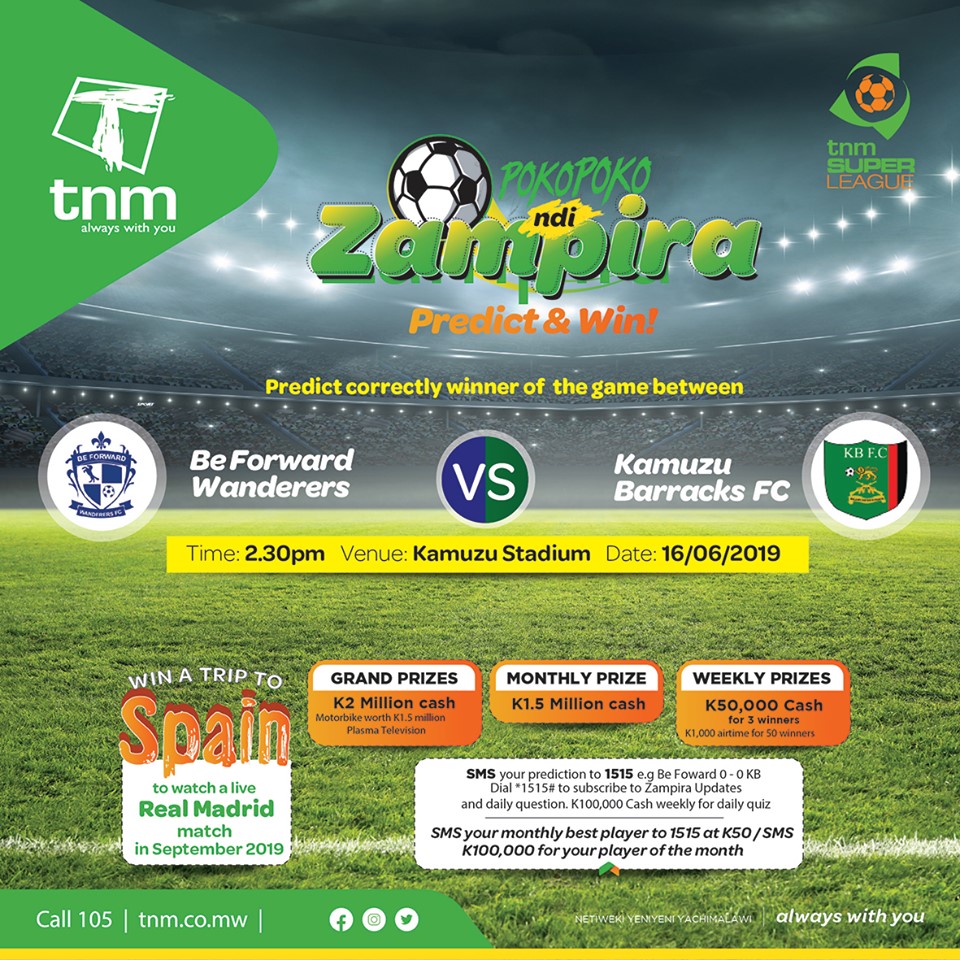 tnm
always with you
tnm
SUPER
LEAGUE
POKOPOKO
ndi
Zampira
Predict & Win!
Predict correctly winner of the game between
BE FORWARD
WANDERERS FC
Be Forward
Wanderers
VS
Kamuzu
Barracks FC
KB F.C
Time: 2.30pm Venue: Kamuzu Stadium Date: 16/06/2019
WIN A TRIP TO
Spain
to watch a live
Real Madrid
match
in September 2019
GRAND PRIZES
K2 Million cash
Motorbike worth K1.5 million
Plasma Television
MONTHLY PRIZE
K1.5 Million cash
WEEKLY PRIZES
K50,000 Cash
for 3 winners
K1,000 airtime for 50 winners
SMS your prediction to 1515 e.g Be Foward 0 - 0 KB
Dial *1515# to subscribe to Zampira Updates
and daily question. K100,000 Cash weekly for daily quiz
SMS your monthly best player to 1515 at K50 / SMS
K100,000 for your player of the month
Call 105 | tnm.co.mw |
NETIWEKI YENIYENI YACHIMALAWI | always with you